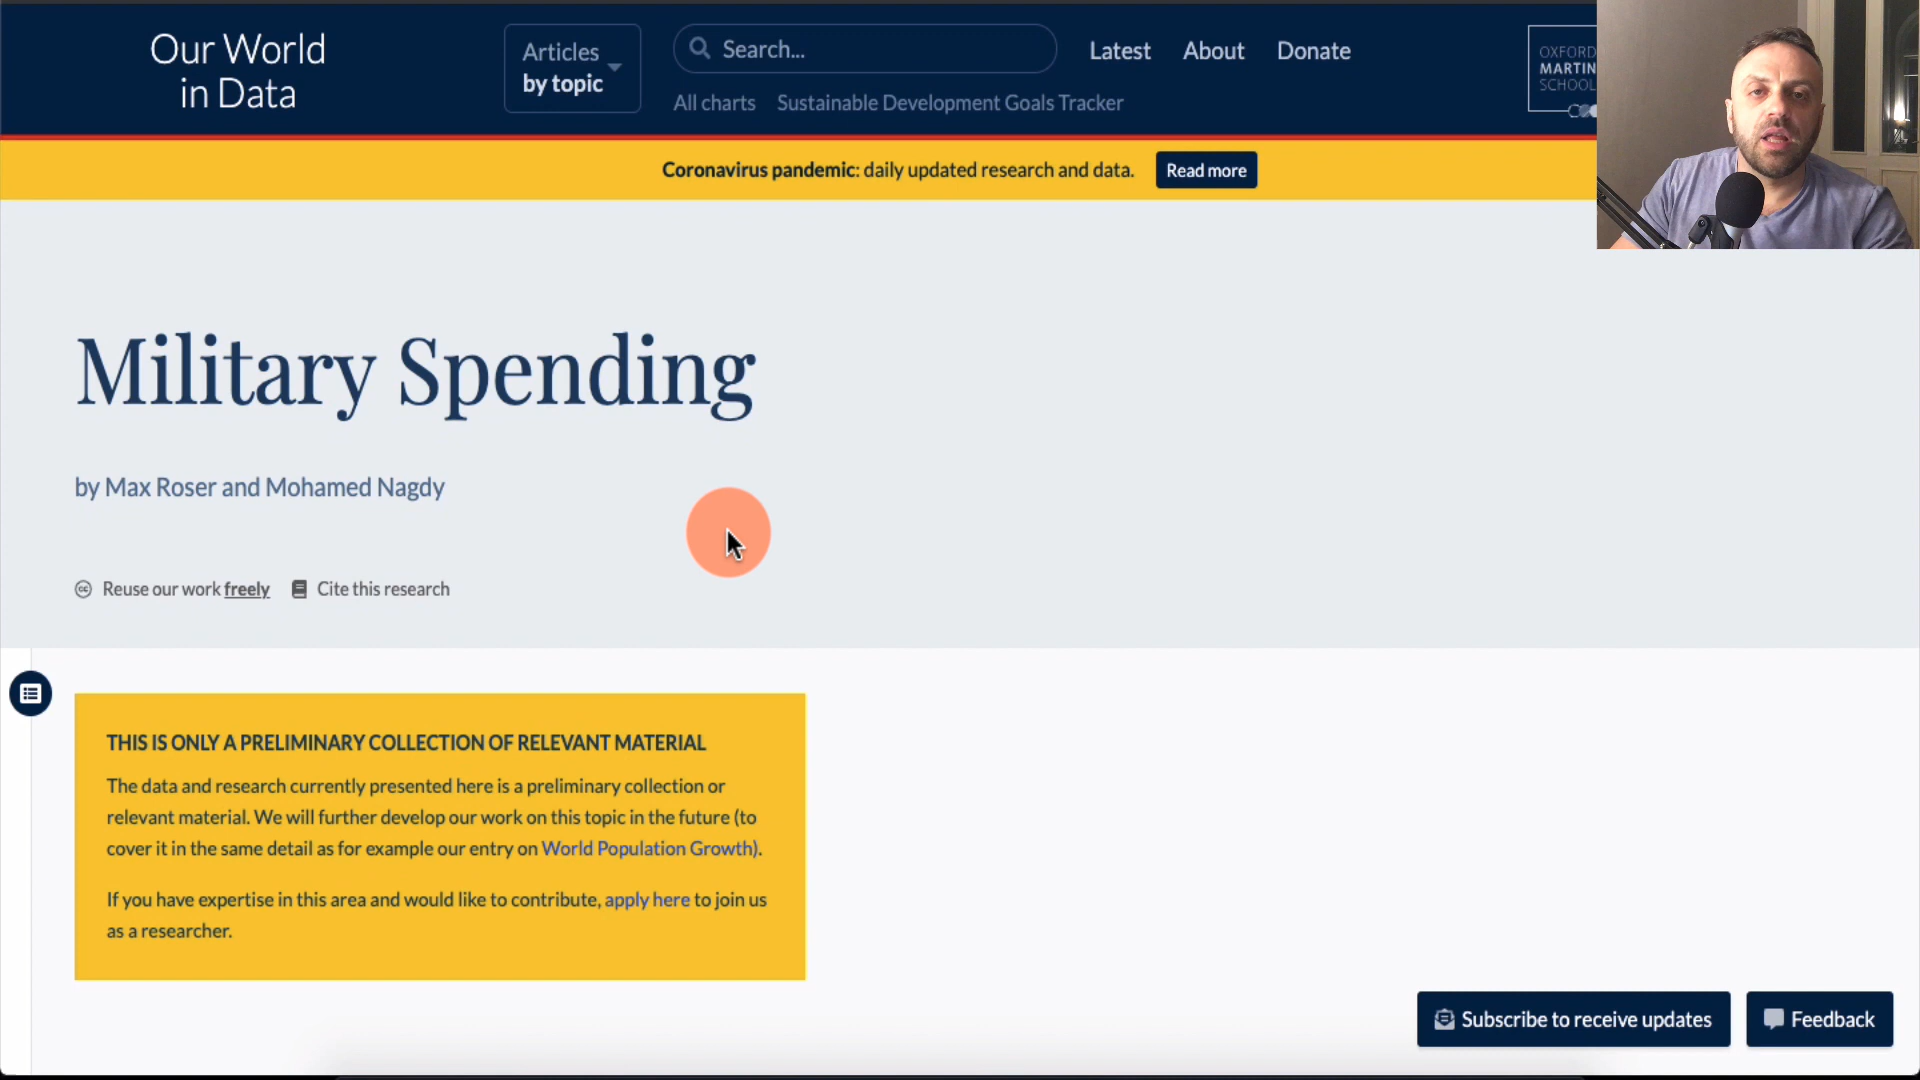 Our World
in Data
Articles
by topic
Search...
All charts
Sustainable Development Goals Tracker
Latest
About
Donate
OXFORD
MARTIN
SCHOOL
Coronavirus pandemic: daily updated research and data.
Read more
Military Spending
by Max Roser and Mohamed Nagdy
Reuse our work freely
Cite this research
THIS IS ONLY A PRELIMINARY COLLECTION OF RELEVANT MATERIAL
The data and research currently presented here is a preliminary collection or
relevant material. We will further develop our work on this topic in the future (to
cover it in the same detail as for example our entry on World Population Growth).
If you have expertise in this area and would like to contribute, apply here to join us
as a researcher.
Subscribe to receive updates
Feedback